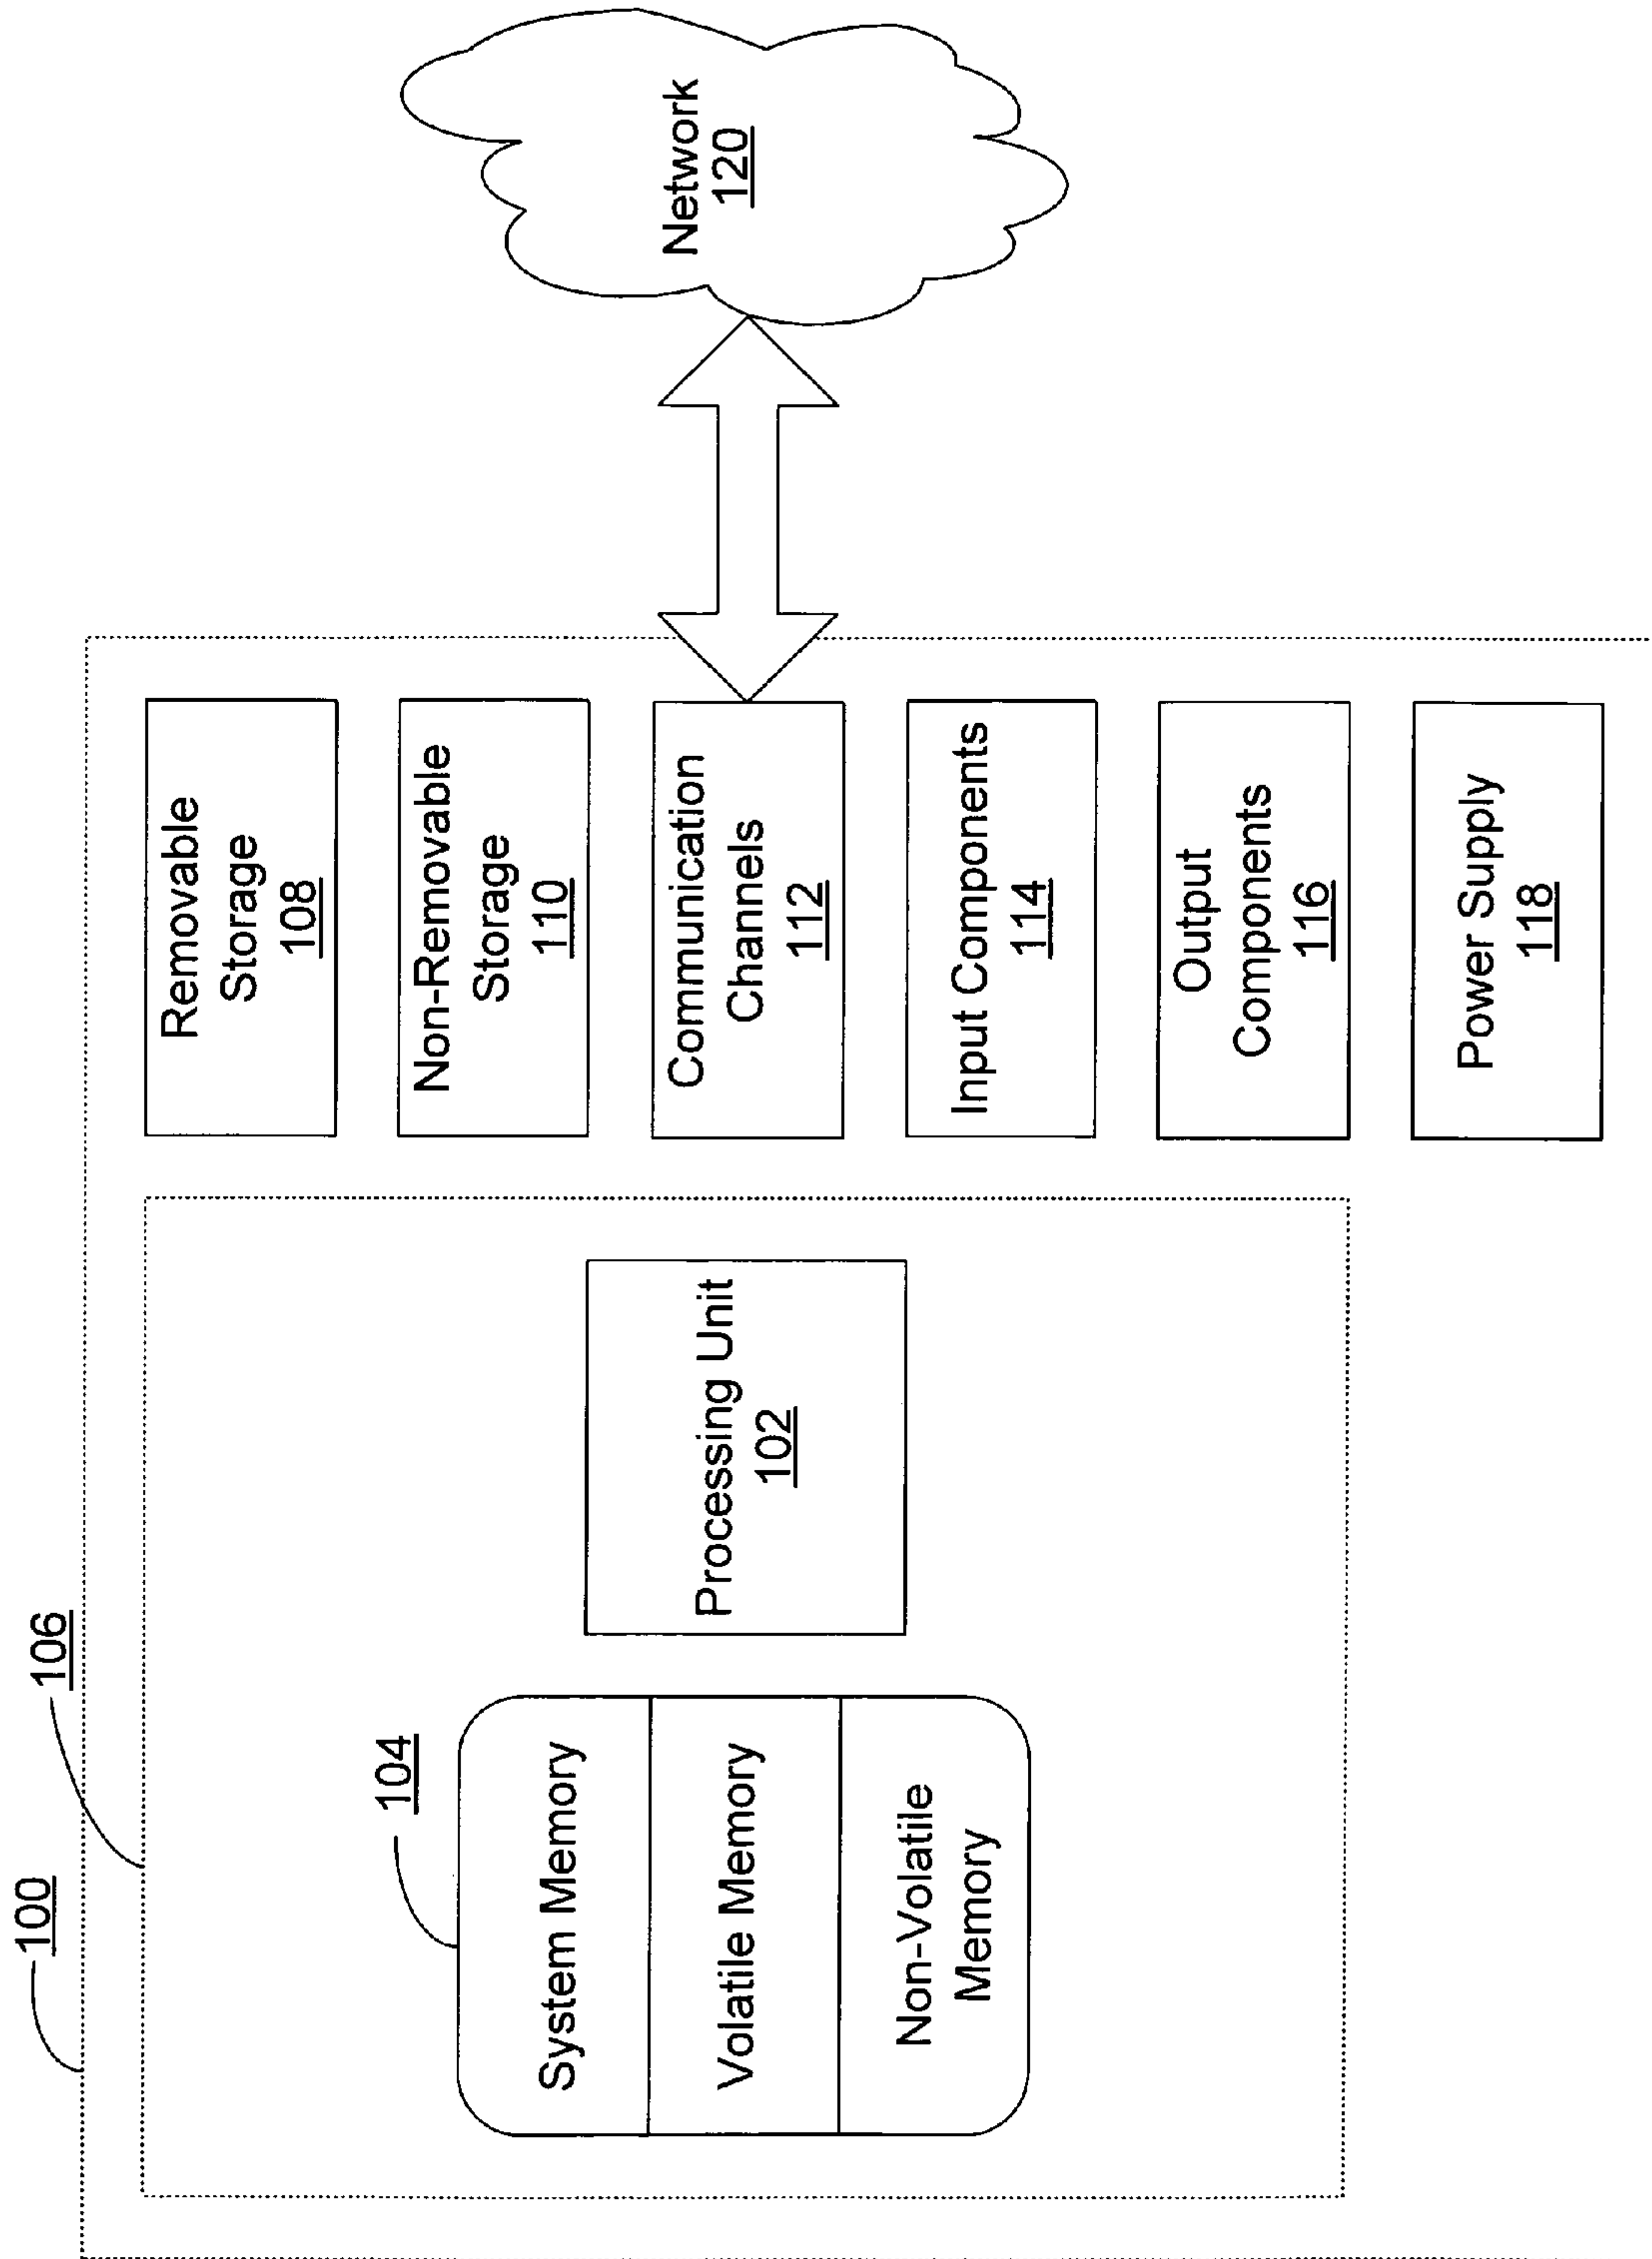 100
106
104
System Memory
Volatile Memory
Non-Volatile
Memory
Processing Unit
102
Removable
Storage
108
Non-Removable
Storage
110
Communication
Channels
112
Input Components
114
Output
Components
116
Power Supply
118
Network
120